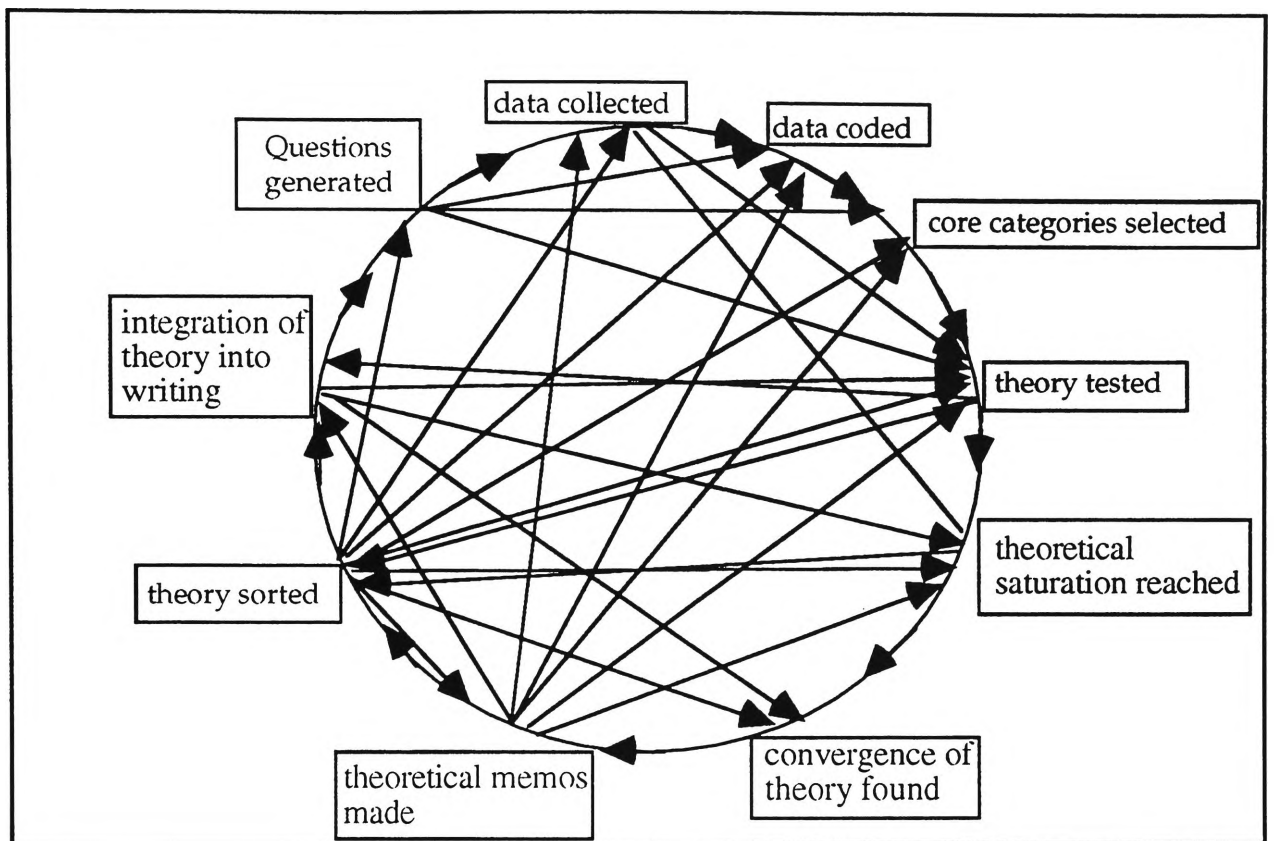 data collected
data coded
Questions
generated
core categories selected
integration of
theory into
writing
theory tested
theoretical
saturation reached
theory sorted
convergence of
theory found
theoretical memos
made